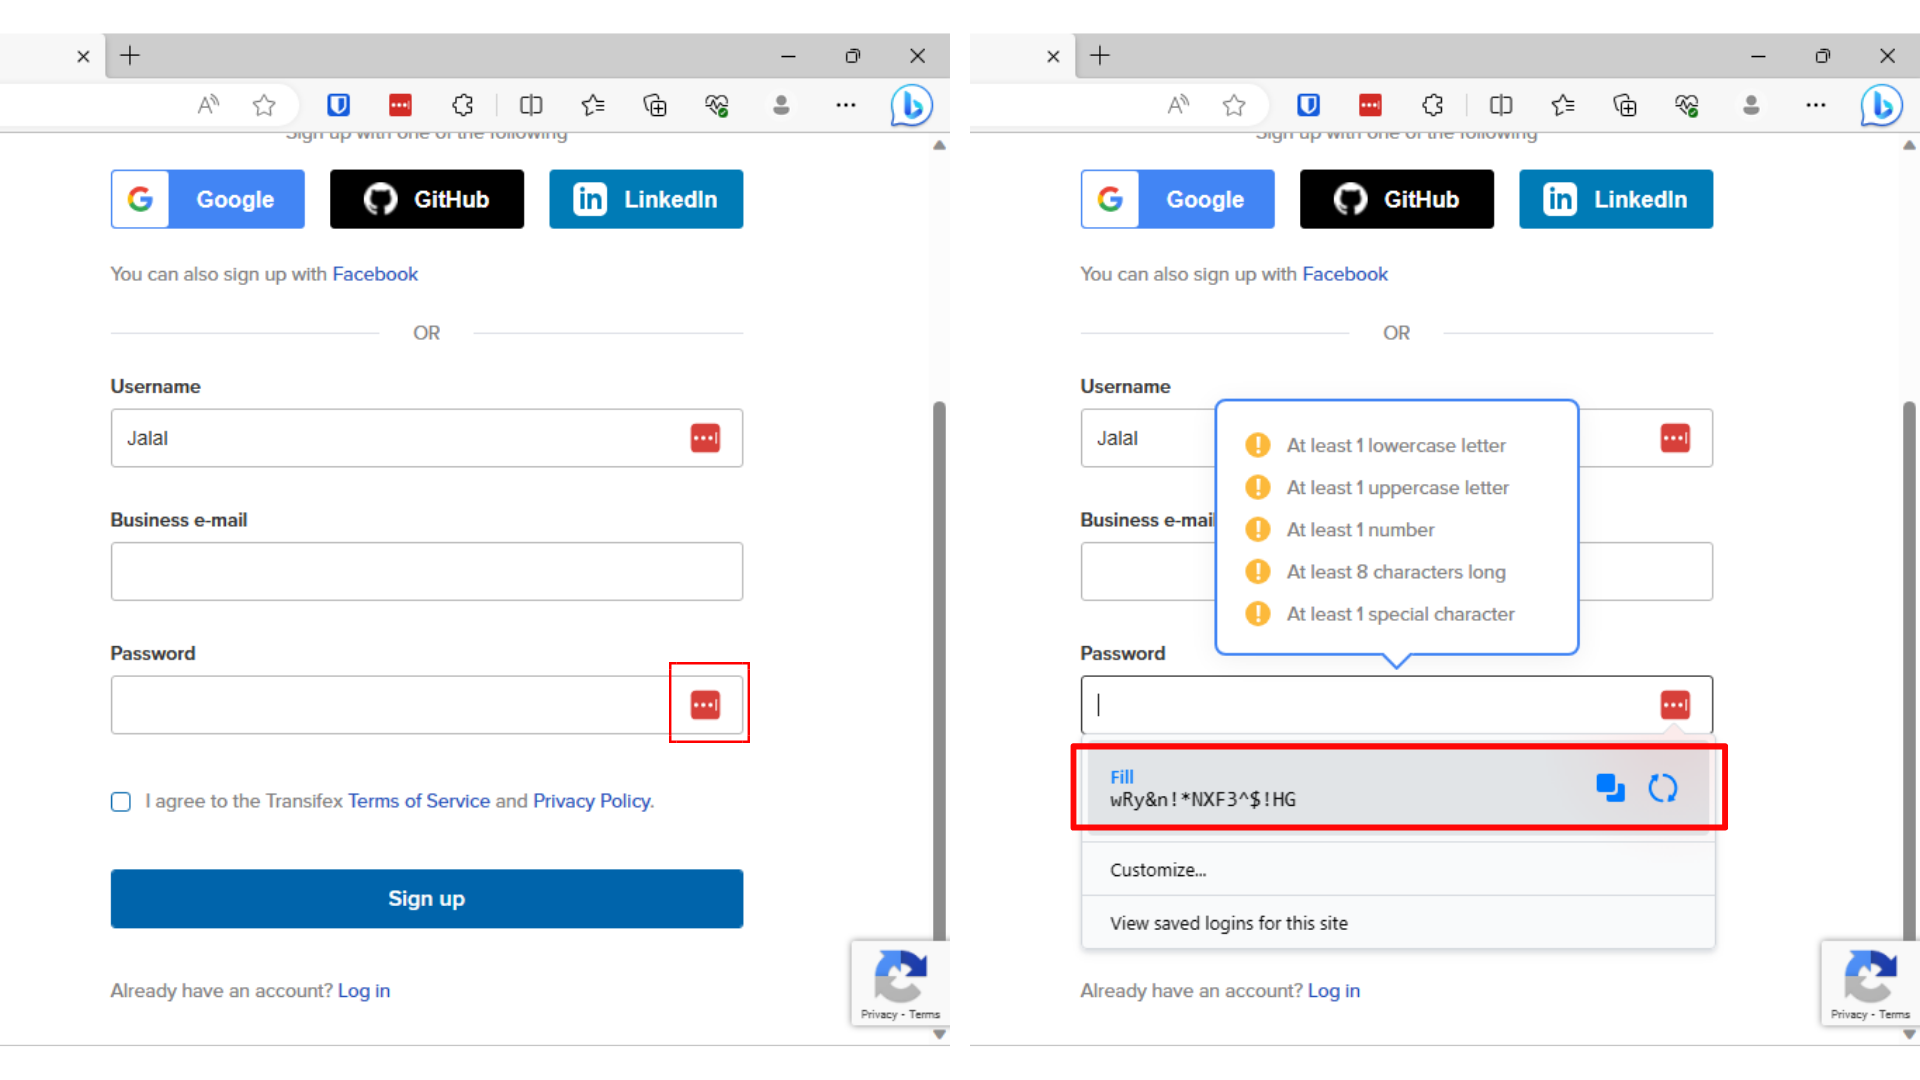 Sign up with one of the following
Google
GitHub
LinkedIn
You can also sign up with Facebook
OR
Username
Jalal
Business e-mail
Password
I agree to the Transifex Terms of Service and Privacy Policy.
Sign up
Already have an account? Log in
Privacy - Terms
Sign up with one of the following
Google
GitHub
LinkedIn
You can also sign up with Facebook
OR
Username
Jalal
At least 1 lowercase letter
At least 1 uppercase letter
Business e-mail
At least 1 number
At least 8 characters long
At least 1 special character
Password
Fill
wRy&n!*NXF3^$!HG
Customize...
View saved logins for this site
Already have an account? Log in
Privacy - Terms